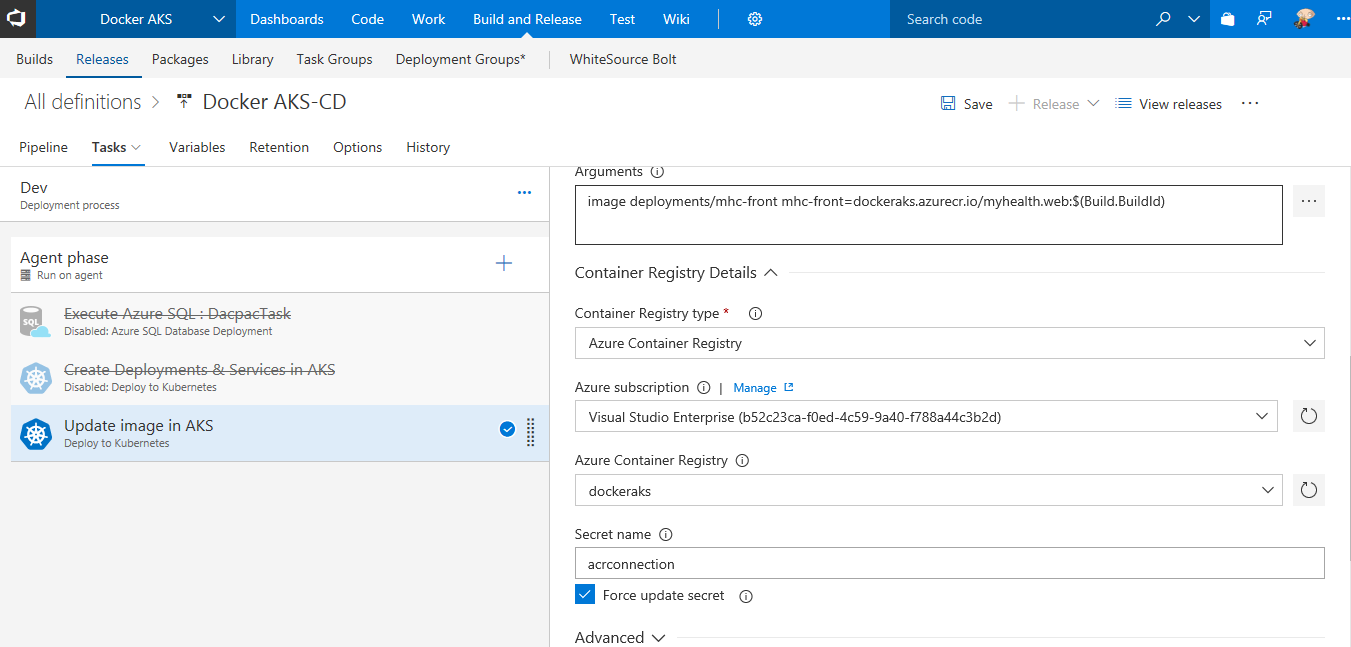 Docker AKS Dashboards Code Work Build and Release Test Wiki Search code
Builds Releases Packages Library Task Groups Deployment Groups* WhiteSource Bolt
All definitions > Docker AKS-CD Save + Release View releases ...
Pipeline Tasks Variables Retention Options History
Dev
Deployment process
Agent phase
Run on agent
SQL
Execute Azure SQL : DacpacTask
Disabled: Azure SQL Database Deployment
Create Deployments & Services in AKS
Disabled: Deploy to Kubernetes
Update image in AKS
Deploy to Kubernetes
Arguments
image deployments/mhc-front mhc-front=dockeraks.azurecr.io/myhealth.web:$(Build.BuildId)
Container Registry Details
Container Registry type *
Azure Container Registry
Azure subscription | Manage
Visual Studio Enterprise (b52c23ca-f0ed-4c59-9a40-f788a44c3b2d)
Azure Container Registry
dockeraks
Secret name
acrconnection
Force update secret
Advanced